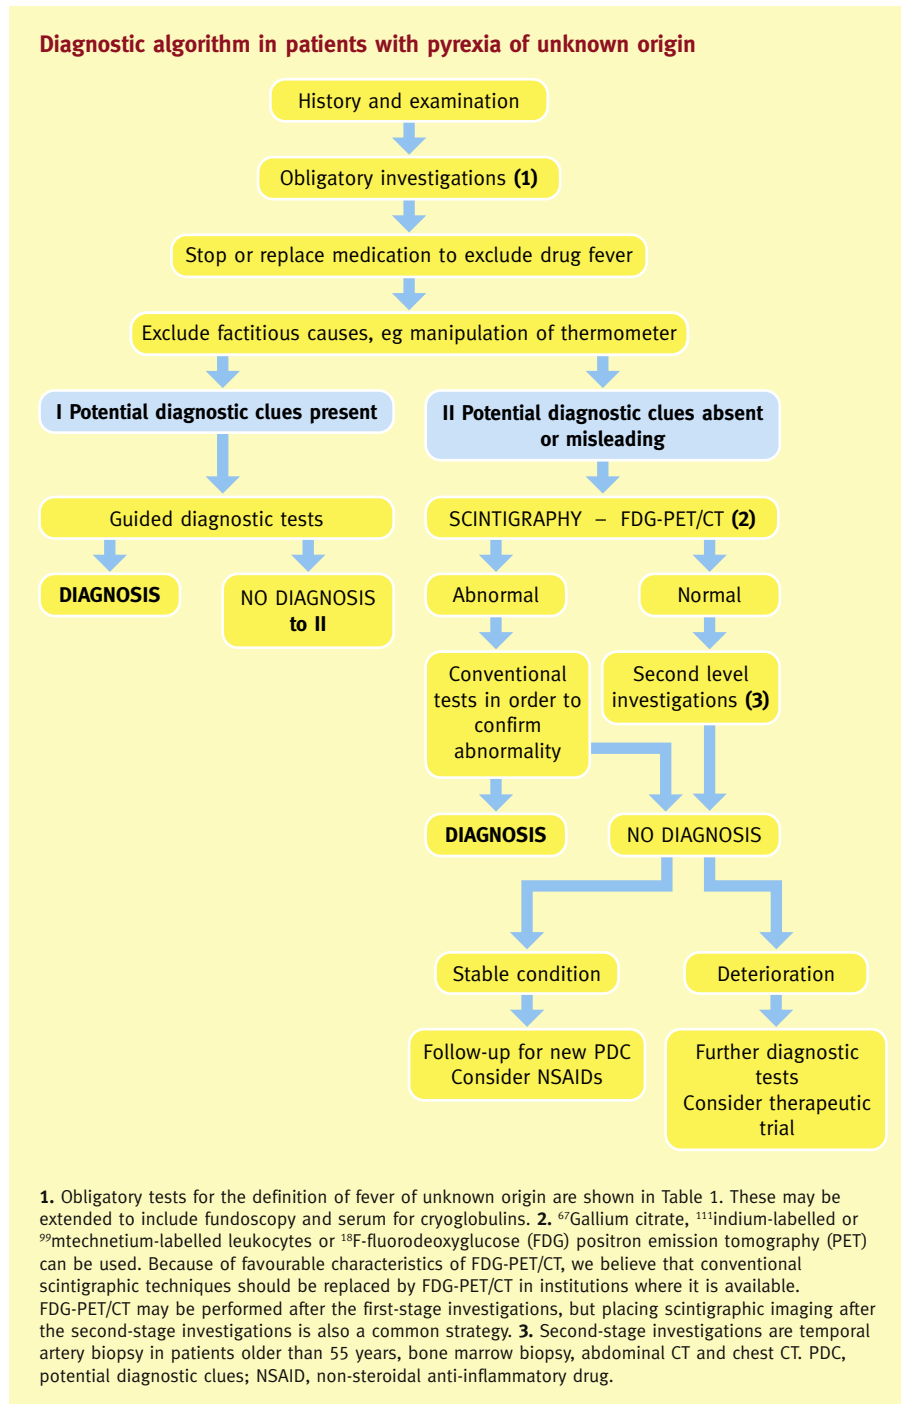 Diagnostic algorithm in patients with pyrexia of unknown origin
History and examination
Obligatory investigations (1)
Stop or replace medication to exclude drug fever
Exclude factitious causes, eg manipulation of thermometer
I Potential diagnostic clues present
Guided diagnostic tests
DIAGNOSIS
NO DIAGNOSIS
to II
II Potential diagnostic clues absent
or misleading
SCINTIGRAPHY – FDG-PET/CT (2)
Abnormal
Normal
Conventional
tests in order to
confirm
abnormality
Second level
investigations (3)
DIAGNOSIS
NO DIAGNOSIS
Stable condition
Deterioration
Follow-up for new PDC
Consider NSAIDs
Further diagnostic
tests
Consider therapeutic
trial
1. Obligatory tests for the definition of fever of unknown origin are shown in Table 1. These may be
extended to include fundoscopy and serum for cryoglobulins. 2. ⁶⁷Gallium citrate, ¹¹¹indium-labelled or
⁹⁹mtechnetium-labelled leukocytes or ¹⁸F-fluorodeoxyglucose (FDG) positron emission tomography (PET)
can be used. Because of favourable characteristics of FDG-PET/CT, we believe that conventional
scintigraphic techniques should be replaced by FDG-PET/CT in institutions where it is available.
FDG-PET/CT may be performed after the first-stage investigations, but placing scintigraphic imaging after
the second-stage investigations is also a common strategy. 3. Second-stage investigations are temporal
artery biopsy in patients older than 55 years, bone marrow biopsy, abdominal CT and chest CT. PDC,
potential diagnostic clues; NSAID, non-steroidal anti-inflammatory drug.